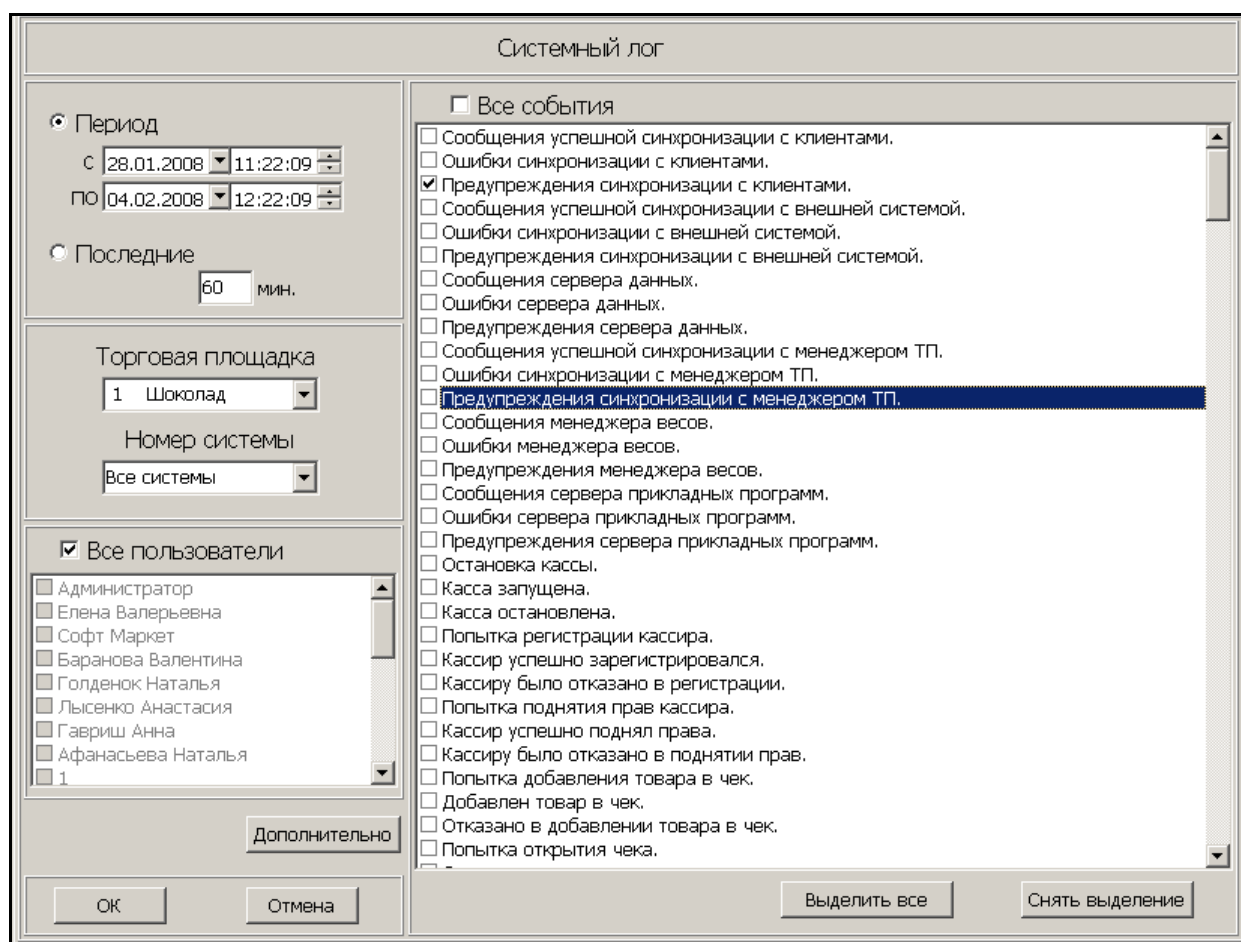 Системный лог
Период
С 28.01.2008 11:22:09
ПО 04.02.2008 12:22:09
Последние
60 мин.
Торговая площадка
1 Шоколад
Номер системы
Все системы
Все пользователи
Администратор
Елена Валерьевна
Софт Маркет
Баранова Валентина
Голденок Наталья
Лысенко Анастасия
Гавриш Анна
Афанасьева Наталья
1
Дополнительно
ОК
Отмена
Все события
Сообщения успешной синхронизации с клиентами.
Ошибки синхронизации с клиентами.
Предупреждения синхронизации с клиентами.
Сообщения успешной синхронизации с внешней системой.
Ошибки синхронизации с внешней системой.
Предупреждения синхронизации с внешней системой.
Сообщения сервера данных.
Ошибки сервера данных.
Предупреждения сервера данных.
Сообщения успешной синхронизации с менеджером ТП.
Ошибки синхронизации с менеджером ТП.
Предупреждения синхронизации с менеджером ТП.
Сообщения менеджера весов.
Ошибки менеджера весов.
Предупреждения менеджера весов.
Сообщения сервера прикладных программ.
Ошибки сервера прикладных программ.
Предупреждения сервера прикладных программ.
Остановка кассы.
Касса запущена.
Касса остановлена.
Попытка регистрации кассира.
Кассир успешно зарегистрировался.
Кассиру было отказано в регистрации.
Попытка поднятия прав кассира.
Кассир успешно поднял права.
Кассиру было отказано в поднятии прав.
Попытка добавления товара в чек.
Добавлен товар в чек.
Отказано в добавлении товара в чек.
Попытка открытия чека.
Выделить все
Снять выделение